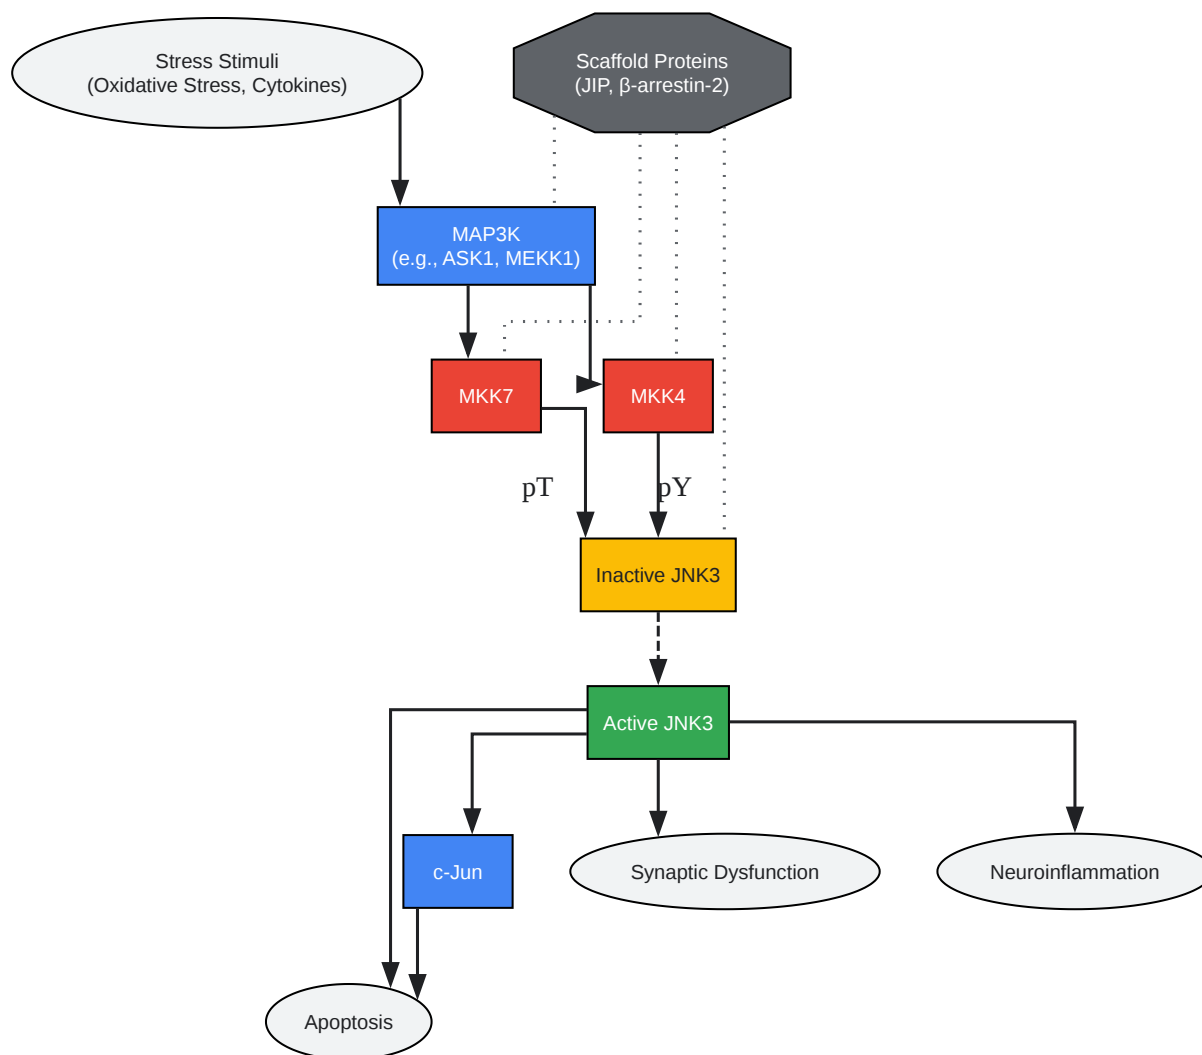 Stress Stimuli
(Oxidative Stress, Cytokines)
Scaffold Proteins
(JIP, β-arrestin-2)
MAP3K
(e.g., ASK1, MEKK1)
MKK7
MKK4
pT
pY
Inactive JNK3
Active JNK3
c-Jun
Synaptic Dysfunction
Neuroinflammation
Apoptosis